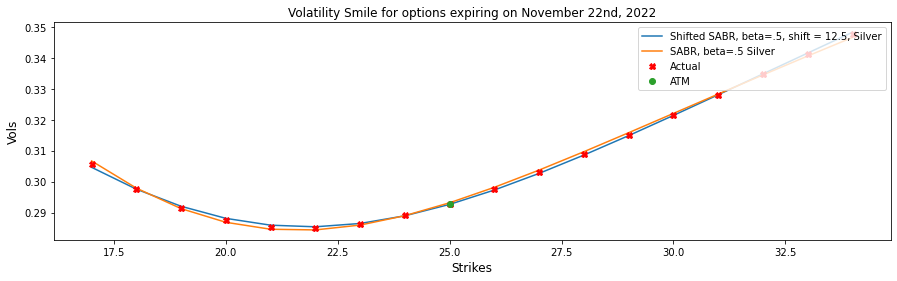 Volatility Smile for options expiring on November 22nd, 2022
Shifted SABR, beta=.5, shift = 12.5, Silver
SABR, beta=.5 Silver
Actual
ATM
Vols
0.35
0.34
0.33
0.32
0.31
0.30
0.29
17.5 20.0 22.5 25.0 27.5 30.0 32.5
Strikes